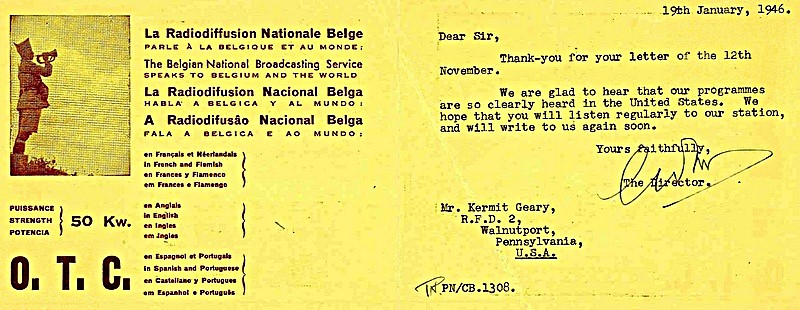 La Radiodiffusion Nationale Belge
PARLE À LA BELGIQUE ET AU MONDE:
The Belgian National Broadcasting Service
SPEAKS TO BELGIUM AND THE WORLD
La Radiodifusion Nacional Belga
HABLA A BELGICA Y AL MUNDO:
A Radiodifusâo Nacional Belga
FALA A BELGICA E AO MUNDO:
en Français et Néerlandais
in French and Flemish
en Frances y Flamenco
em Frances e Flamengo
PUISSANCE
STRENGTH
POTENCIA
50 Kw.
en Anglais
in English
en Ingles
em Jngles
O. T. C.
en Espagnol et Portugais
in Spanish and Portuguese
en Castellano y Portugues
em Espanhol e Português
19th January, 1946.
Dear Sir,
Thank-you for your letter of the 12th
November.
We are glad to hear that our programmes
are so clearly heard in the United States. We
hope that you will listen regularly to our station,
and will write to us again soon.
Yours faithfully,
The Director.
Mr. Kermit Geary,
R.F.D. 2,
Walnutport,
Pennsylvania,
U.S.A.
PN/CB.1308.